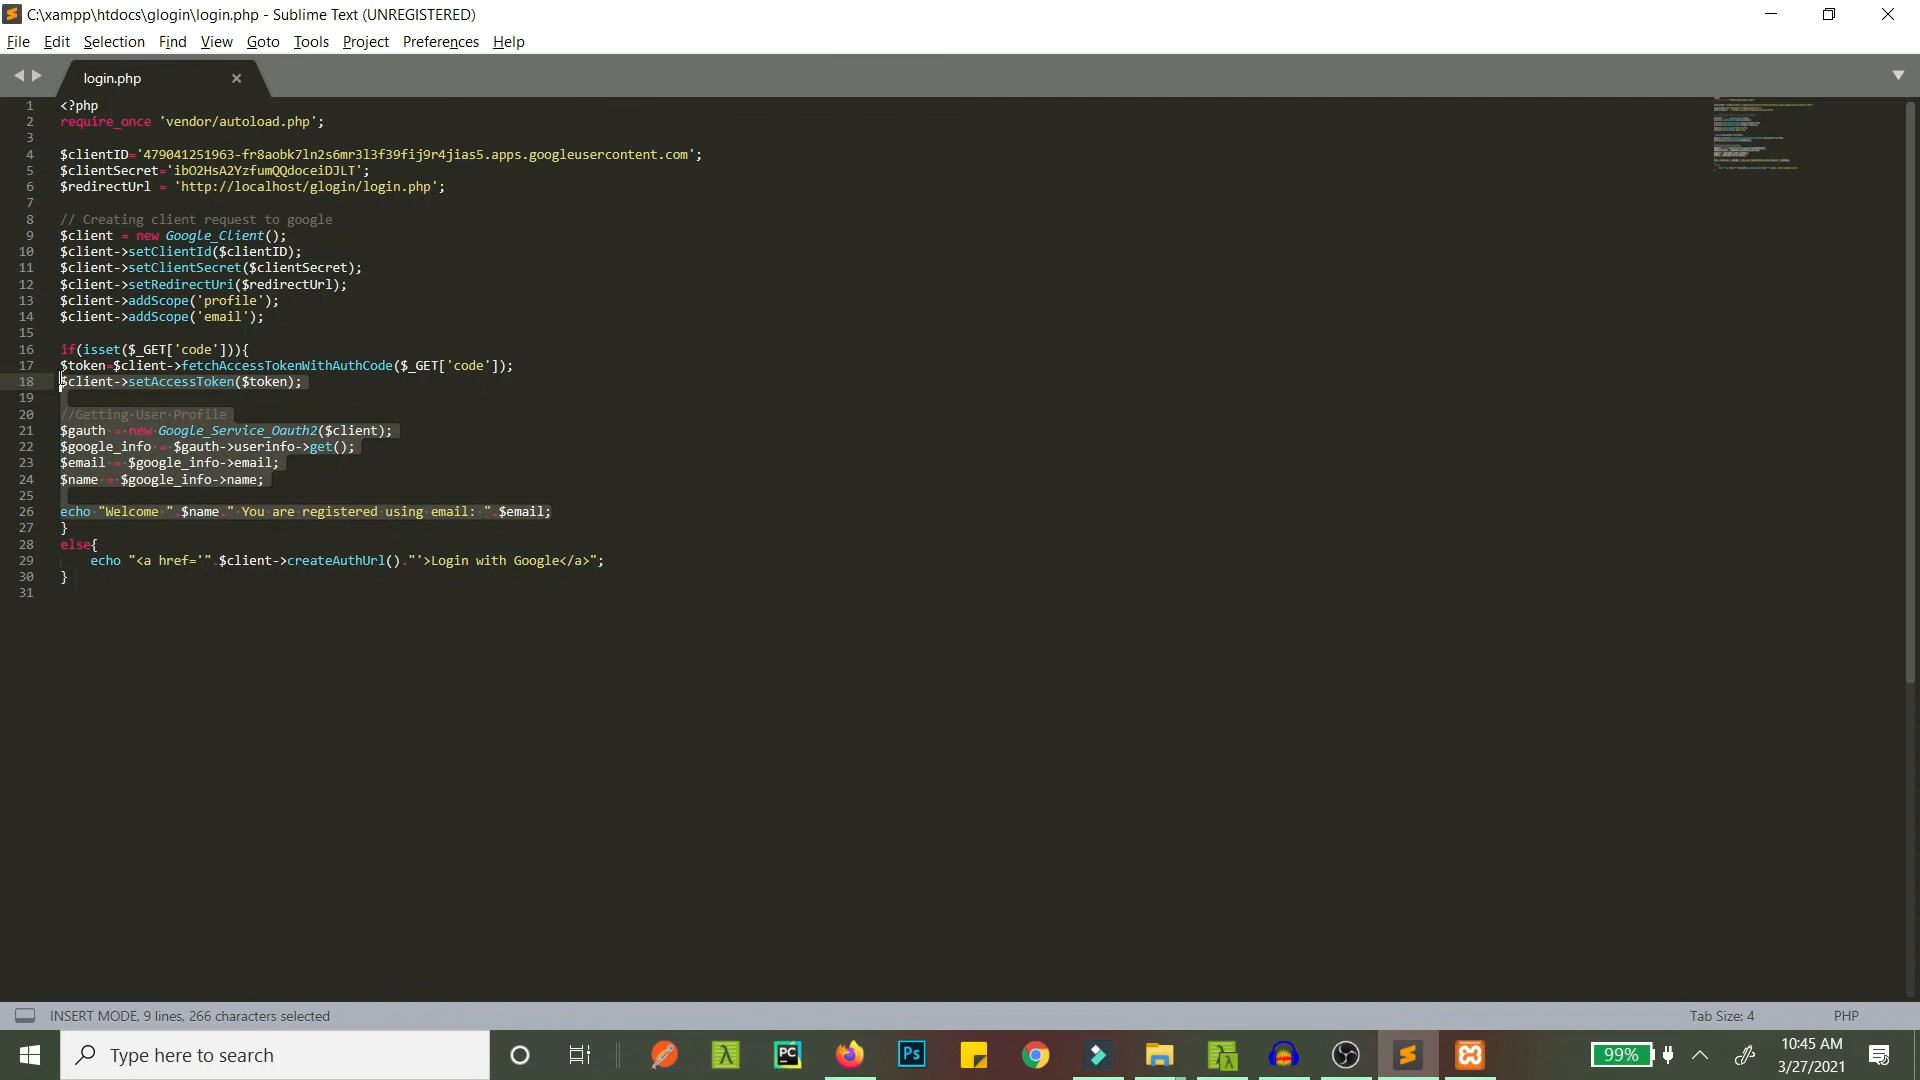 C:\xampp\htdocs\glogin\login.php - Sublime Text (UNREGISTERED)
File Edit Selection Find View Goto Tools Project Preferences Help
login.php
1 <?php
2 require_once 'vendor/autoload.php';
3
4 $clientID='479041251963-fr8aobk7ln2s6mr3l3f39fij9r4jias5.apps.googleusercontent.com';
5 $clientSecret='ibO2HsA2YzfumQQdoceiDJLT';
6 $redirectUrl = 'http://localhost/glogin/login.php';
7
8 // Creating client request to google
9 $client = new Google_Client();
10 $client->setClientId($clientID);
11 $client->setClientSecret($clientSecret);
12 $client->setRedirectUri($redirectUrl);
13 $client->addScope('profile');
14 $client->addScope('email');
15
16 if(isset($_GET['code'])){
17 $token=$client->fetchAccessTokenWithAuthCode($_GET['code']);
18 $client->setAccessToken($token);
19
20 //Getting User Profile
21 $gauth = new Google_Service_Oauth2($client);
22 $google_info = $gauth->userinfo->get();
23 $email = $google_info->email;
24 $name = $google_info->name;
25
26 echo "Welcome ".$name." You are registered using email: ".$email;
27 }
28 else{
29 echo "<a href='".$client->createAuthUrl()."'>Login with Google</a>";
30 }
31
INSERT MODE, 9 lines, 266 characters selected
Tab Size: 4 PHP
Type here to search
PC
Ps
99%
10:45 AM
3/27/2021